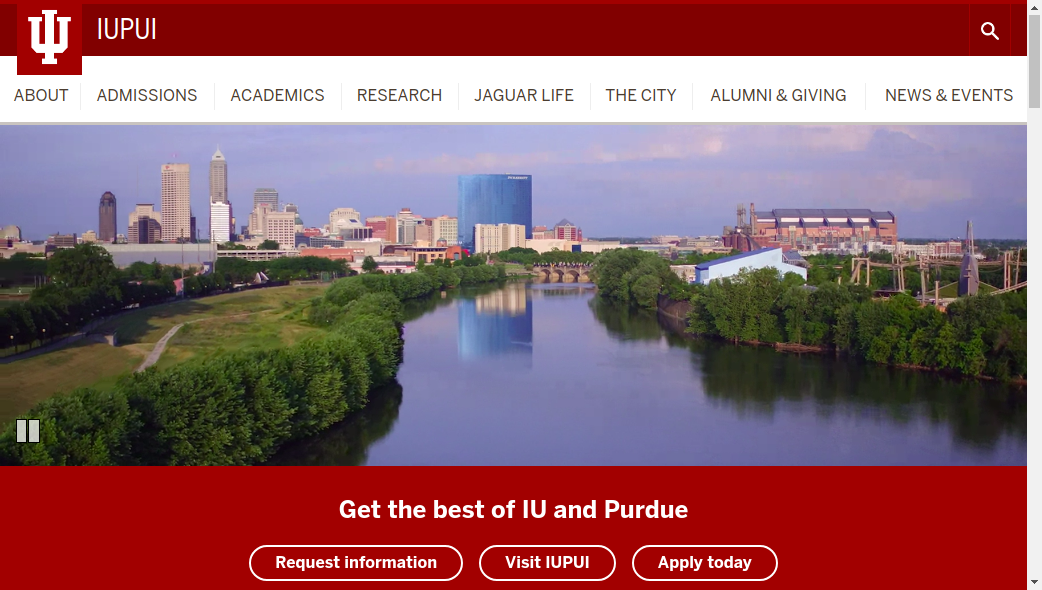 IUPUI
ABOUT
ADMISSIONS
ACADEMICS
RESEARCH
JAGUAR LIFE
THE CITY
ALUMNI & GIVING
NEWS & EVENTS
Get the best of IU and Purdue
Request information
Visit IUPUI
Apply today